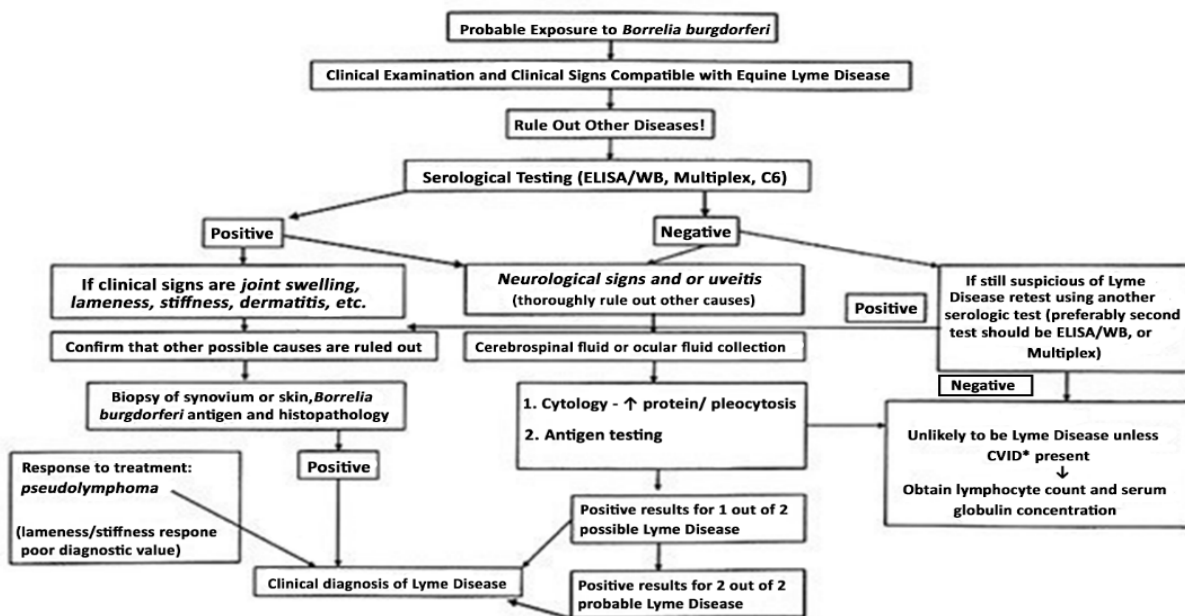 Probable Exposure to Borrelia burgdorferi
Clinical Examination and Clinical Signs Compatible with Equine Lyme Disease
Rule Out Other Diseases!
Serological Testing (ELISA/WB, Multiplex, C6)
Positive
Negative
If clinical signs are joint swelling,
lameness, stiffness, dermatitis, etc.
Neurological signs and or uveitis
(thoroughly rule out other causes)
If still suspicious of Lyme
Disease retest using another
serologic test (preferably second
test should be ELISA/WB, or
Multiplex)
Positive
Confirm that other possible causes are ruled out
Cerebrospinal fluid or ocular fluid collection
Negative
Biopsy of synovium or skin,Borrelia
burgdorferi antigen and histopathology
1. Cytology - ↑ protein/ pleocytosis
2. Antigen testing
Unlikely to be Lyme Disease unless
CVID* present
↓
Obtain lymphocyte count and serum
globulin concentration
Positive
Response to treatment:
pseudolymphoma
(lameness/stiffness respone
poor diagnostic value)
Positive results for 1 out of 2
possible Lyme Disease
Clinical diagnosis of Lyme Disease
Positive results for 2 out of 2
probable Lyme Disease